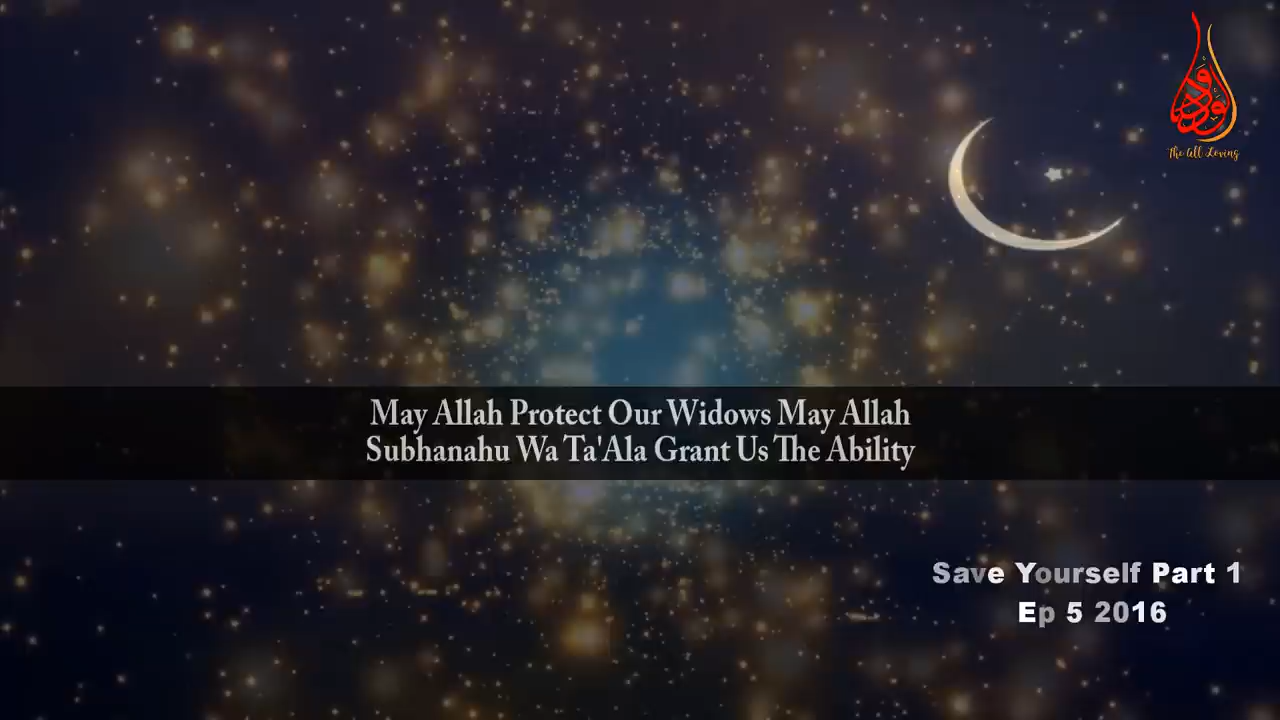 ودود
The All Loving
May Allah Protect Our Widows May Allah
Subhanahu Wa Ta'Ala Grant Us The Ability
Save Yourself Part 1
Ep 5 2016